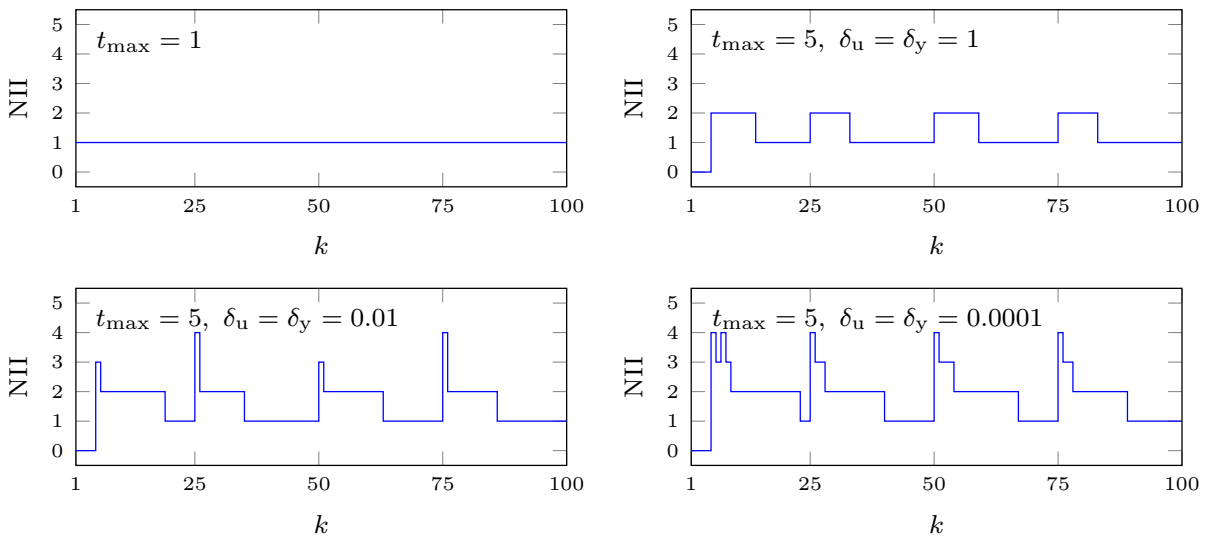 t_max = 1
NII
5
4
3
2
1
0
1 25 50 75 100
k
t_max = 5, δ_u = δ_y = 1
NII
5
4
3
2
1
0
1 25 50 75 100
k
t_max = 5, δ_u = δ_y = 0.01
NII
5
4
3
2
1
0
1 25 50 75 100
k
t_max = 5, δ_u = δ_y = 0.0001
NII
5
4
3
2
1
0
1 25 50 75 100
k